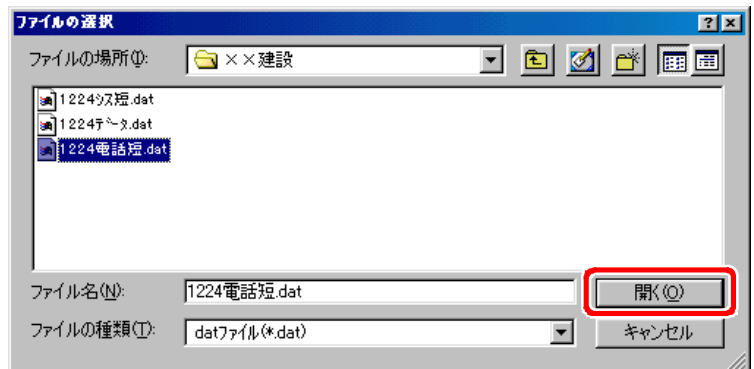 ファイルの選択
ファイルの場所(I):
××建設
1224ｼｽ短.dat
1224ﾃﾞｰﾀ.dat
1224電話短.dat
ファイル名(N):
1224電話短.dat
開く(O)
ファイルの種類(T):
datﾌｧｲﾙ(*.dat)
キャンセル